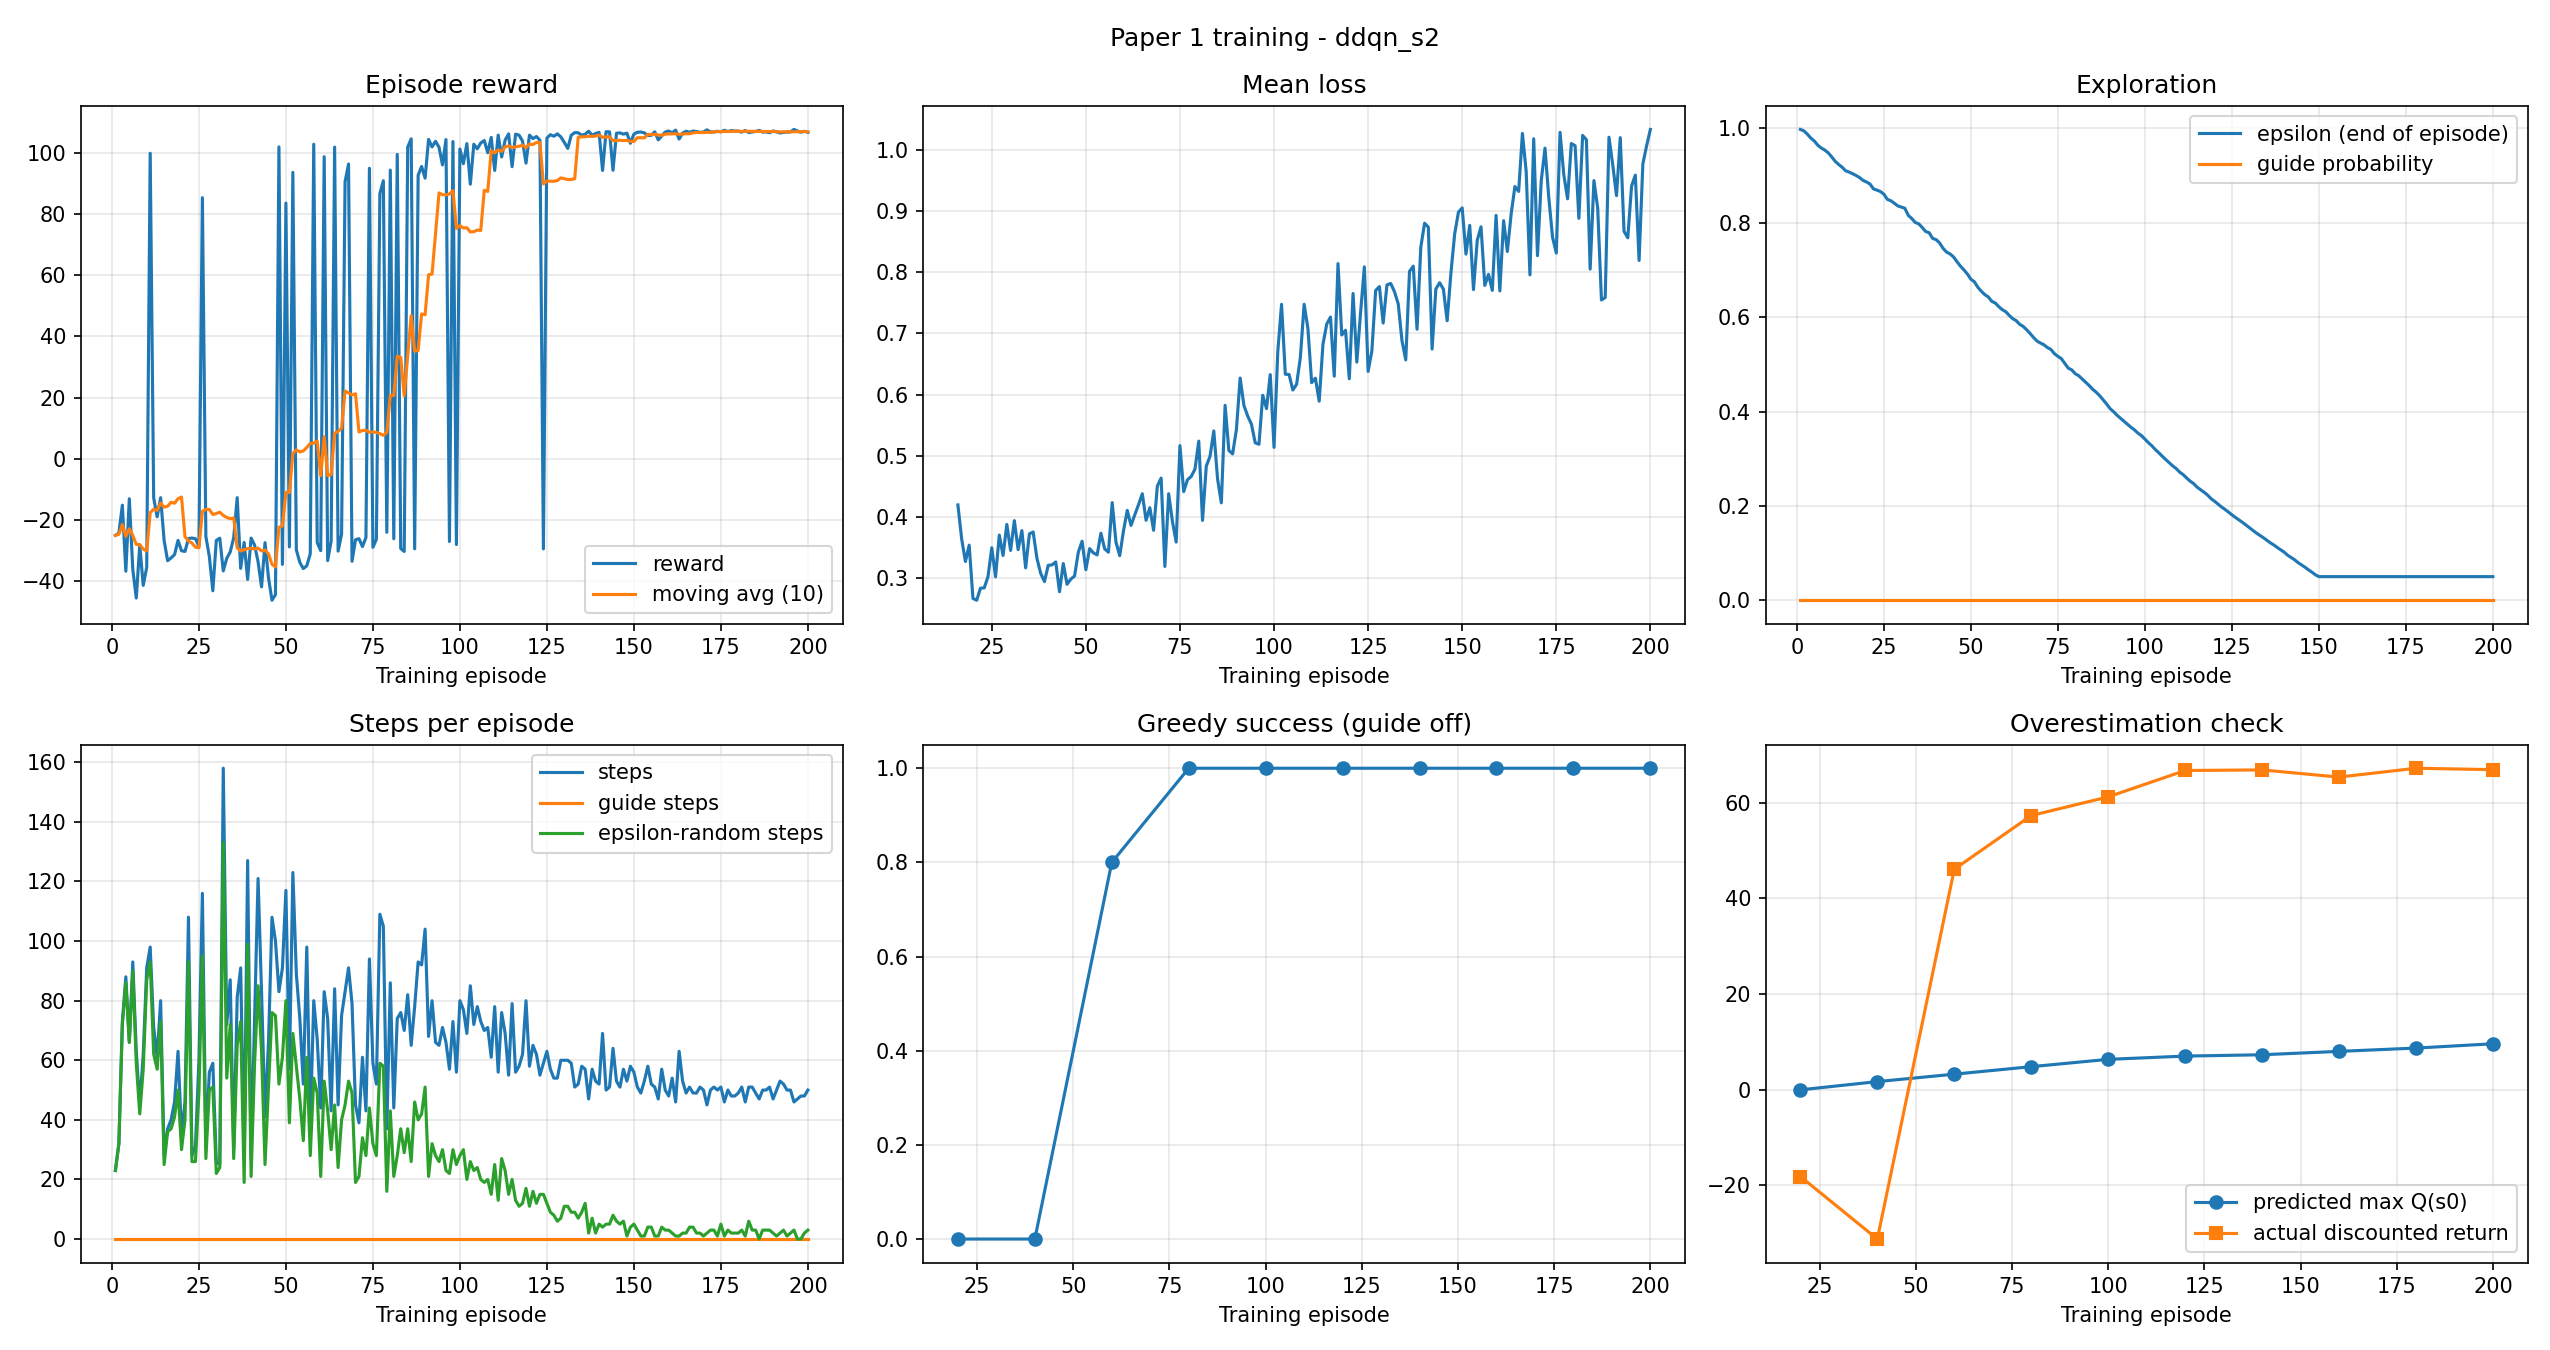 Paper 1 training - ddqn_s2
Episode reward
100
80
60
40
20
0
−20
−40
reward
moving avg (10)
0 25 50 75 100 125 150 175 200
Training episode
Mean loss
1.0
0.9
0.8
0.7
0.6
0.5
0.4
0.3
25 50 75 100 125 150 175 200
Training episode
Exploration
1.0
0.8
0.6
0.4
0.2
0.0
epsilon (end of episode)
guide probability
0 25 50 75 100 125 150 175 200
Training episode
Steps per episode
160
140
120
100
80
60
40
20
0
steps
guide steps
epsilon-random steps
0 25 50 75 100 125 150 175 200
Training episode
Greedy success (guide off)
1.0
0.8
0.6
0.4
0.2
0.0
25 50 75 100 125 150 175 200
Training episode
Overestimation check
60
40
20
0
−20
predicted max Q(s0)
actual discounted return
25 50 75 100 125 150 175 200
Training episode